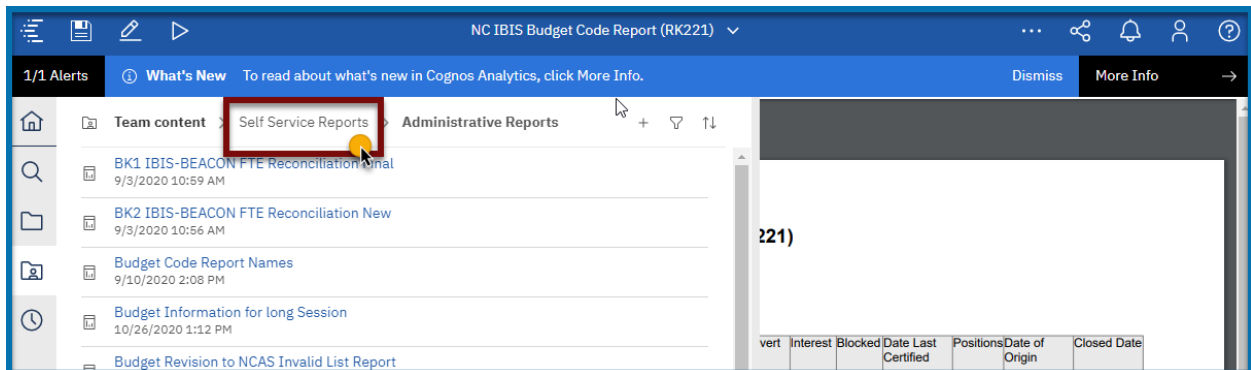 NC IBIS Budget Code Report (RK221)
1/1 Alerts What's New To read about what's new in Cognos Analytics, click More Info. Dismiss More Info
Team content > Self Service Reports > Administrative Reports
BK1 IBIS-BEACON FTE Reconciliation Final
9/3/2020 10:59 AM
BK2 IBIS-BEACON FTE Reconciliation New
9/3/2020 10:56 AM
221)
Budget Code Report Names
9/10/2020 2:08 PM
Budget Information for long Session
10/26/2020 1:12 PM
vert Interest Blocked Date Last Positions Date of Closed Date
Certified Origin
Budget Revision to NCAS Invalid List Report